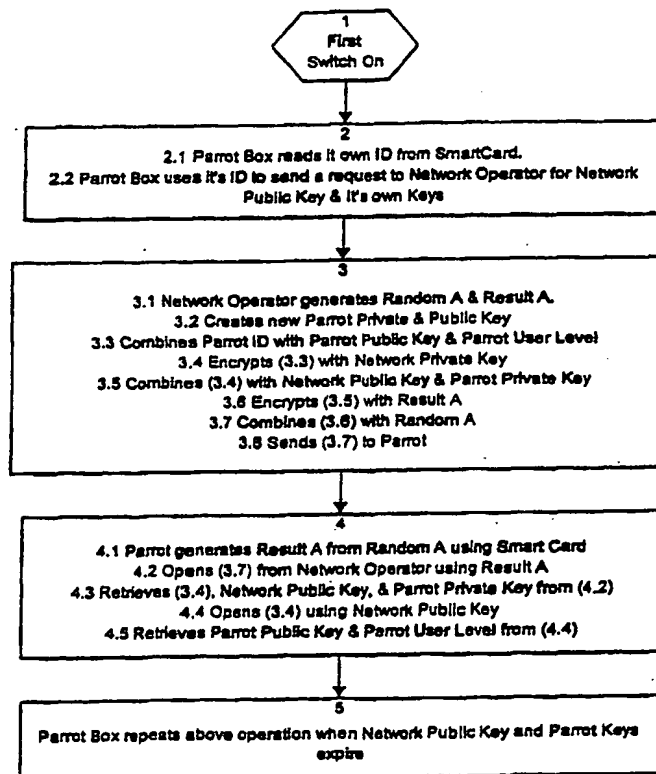 1
First
Switch On
2
2.1 Parrot Box reads it own ID from SmartCard.
2.2 Parrot Box uses it's ID to send a request to Network Operator for Network
Public Key & it's own Keys
3
3.1 Network Operator generates Random A & Result A.
3.2 Creates new Parrot Private & Public Key
3.3 Combines Parrot ID with Parrot Public Key & Parrot User Level
3.4 Encrypts (3.3) with Network Private Key
3.5 Combines (3.4) with Network Public Key & Parrot Private Key
3.6 Encrypts (3.5) with Result A
3.7 Combines (3.6) with Random A
3.8 Sends (3.7) to Parrot
4
4.1 Parrot generates Result A from Random A using Smart Card
4.2 Opens (3.7) from Network Operator using Result A
4.3 Retrieves (3.4), Network Public Key, & Parrot Private Key from (4.2)
4.4 Opens (3.4) using Network Public Key
4.5 Retrieves Parrot Public Key & Parrot User Level from (4.4)
5
Parrot Box repeats above operation when Network Public Key and Parrot Keys
expire